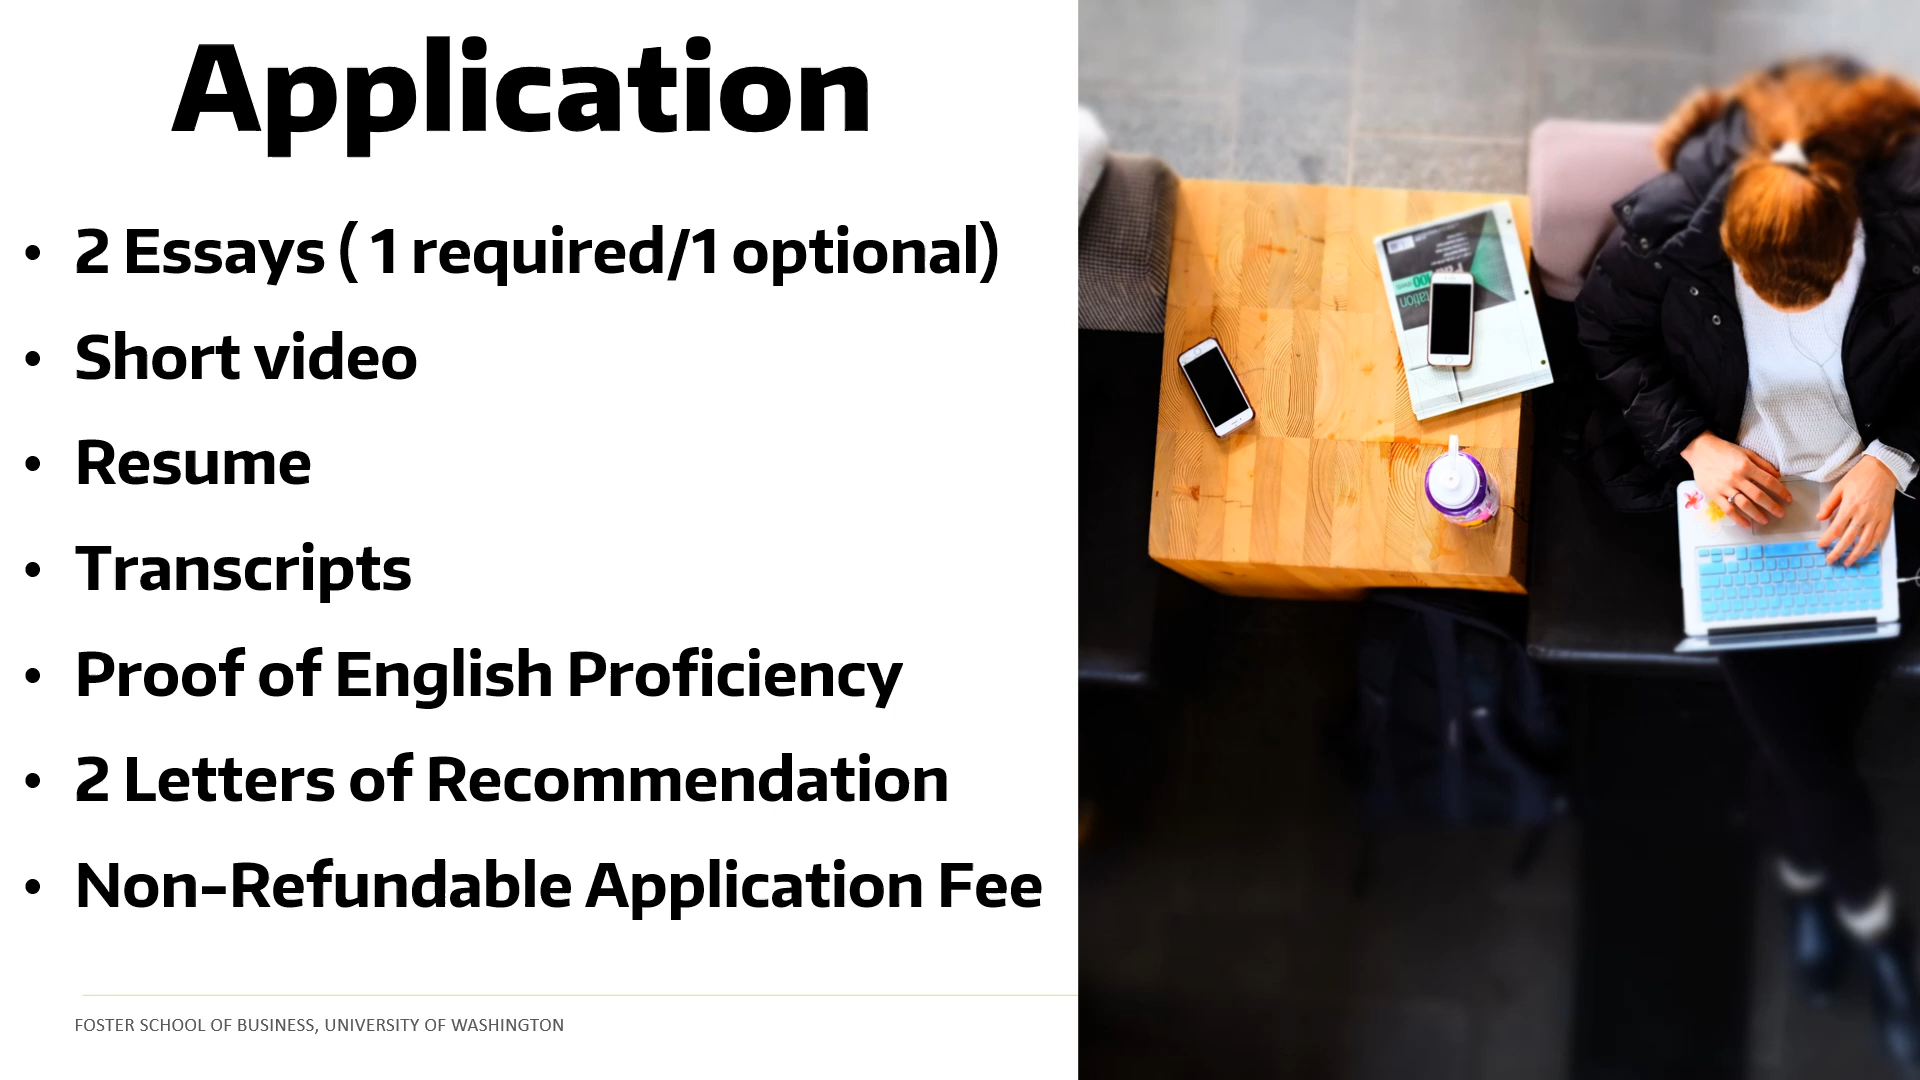 Application
• 2 Essays ( 1 required/1 optional)
• Short video
• Resume
• Transcripts
• Proof of English Proficiency
• 2 Letters of Recommendation
• Non-Refundable Application Fee
FOSTER SCHOOL OF BUSINESS, UNIVERSITY OF WASHINGTON